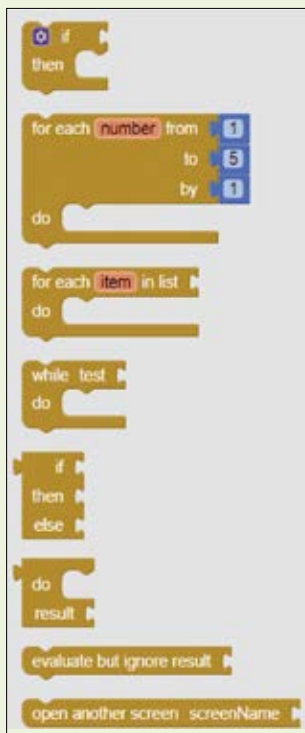 if
then
for each number from 1
to 5
by 1
do
for each item in list
do
while test
do
if
then
else
do
result
evaluate but ignore result
open another screen screenName